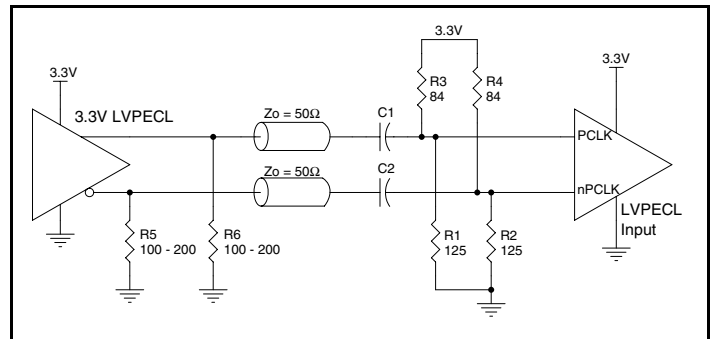 3.3V
3.3V
3.3V
R3
84
R4
84
3.3V LVPECL
Zo = 50Ω
C1
PCLK
Zo = 50Ω
C2
nPCLK
LVPECL
Input
R5
100 - 200
R6
100 - 200
R1
125
R2
125